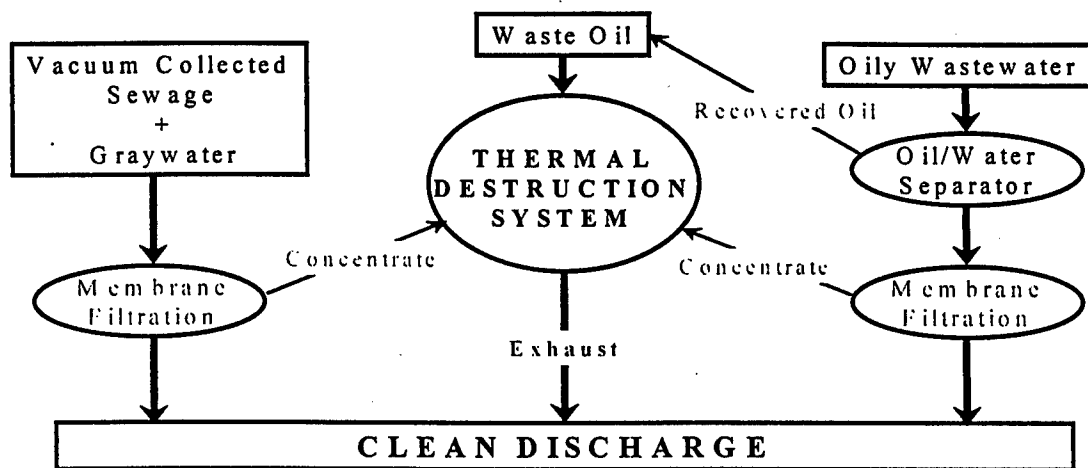 Vacuum Collected
Sewage
+
Graywater
Membrane
Filtration
Concentrate
Waste Oil
THERMAL
DESTRUCTION
SYSTEM
Exhaust
Recovered Oil
Concentrate
Oily Wastewater
Oil/Water
Separator
Membrane
Filtration
CLEAN DISCHARGE